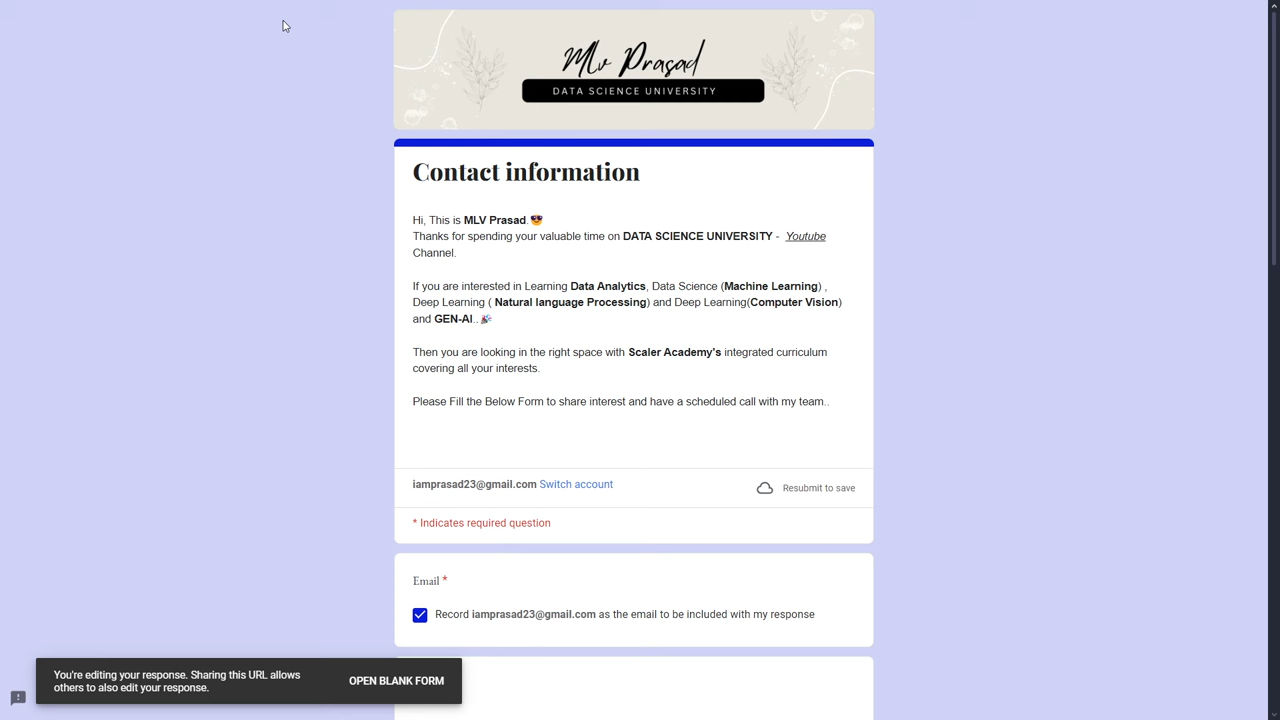 Mlv Prasad
DATA SCIENCE UNIVERSITY
Contact information
Hi, This is MLV Prasad.😎
Thanks for spending your valuable time on DATA SCIENCE UNIVERSITY - Youtube
Channel.
If you are interested in Learning Data Analytics, Data Science (Machine Learning) ,
Deep Learning ( Natural language Processing) and Deep Learning(Computer Vision)
and GEN-AI..🎉
Then you are looking in the right space with Scaler Academy's integrated curriculum
covering all your interests.
Please Fill the Below Form to share interest and have a scheduled call with my team..
iamprasad23@gmail.com Switch account
Resubmit to save
* Indicates required question
Email *
Record iamprasad23@gmail.com as the email to be included with my response
You're editing your response. Sharing this URL allows
others to also edit your response.
OPEN BLANK FORM